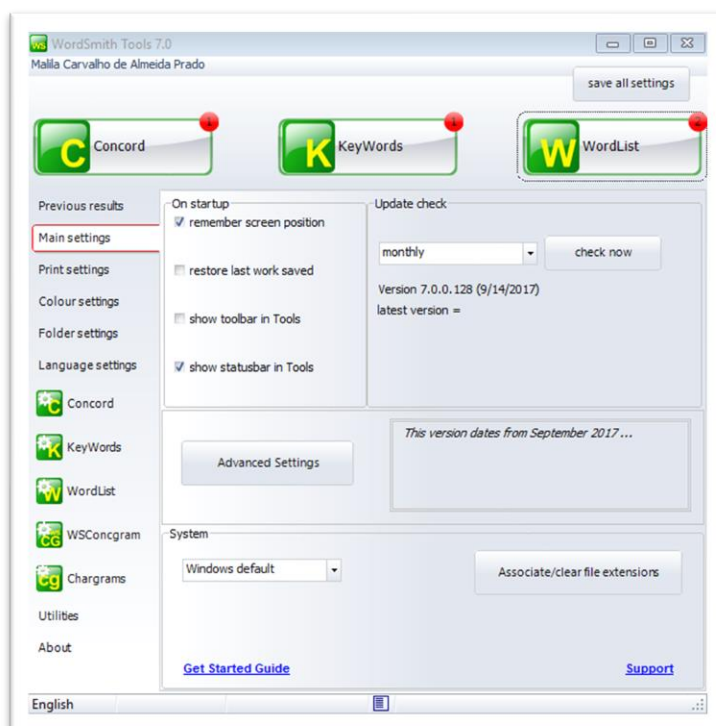 WS WordSmith Tools 7.0
Malila Carvalho de Almeida Prado
save all settings
C Concord 1
K KeyWords 1
W WordList 2
Previous results
Main settings
Print settings
Colour settings
Folder settings
Language settings
C Concord
K KeyWords
W WordList
CG WSConcgram
cg Chargrams
Utilities
About
On startup
remember screen position
restore last work saved
show toolbar in Tools
show statusbar in Tools
Update check
monthly
check now
Version 7.0.0.128 (9/14/2017)
latest version =
Advanced Settings
This version dates from September 2017 ...
System
Windows default
Associate/clear file extensions
Get Started Guide
Support
English